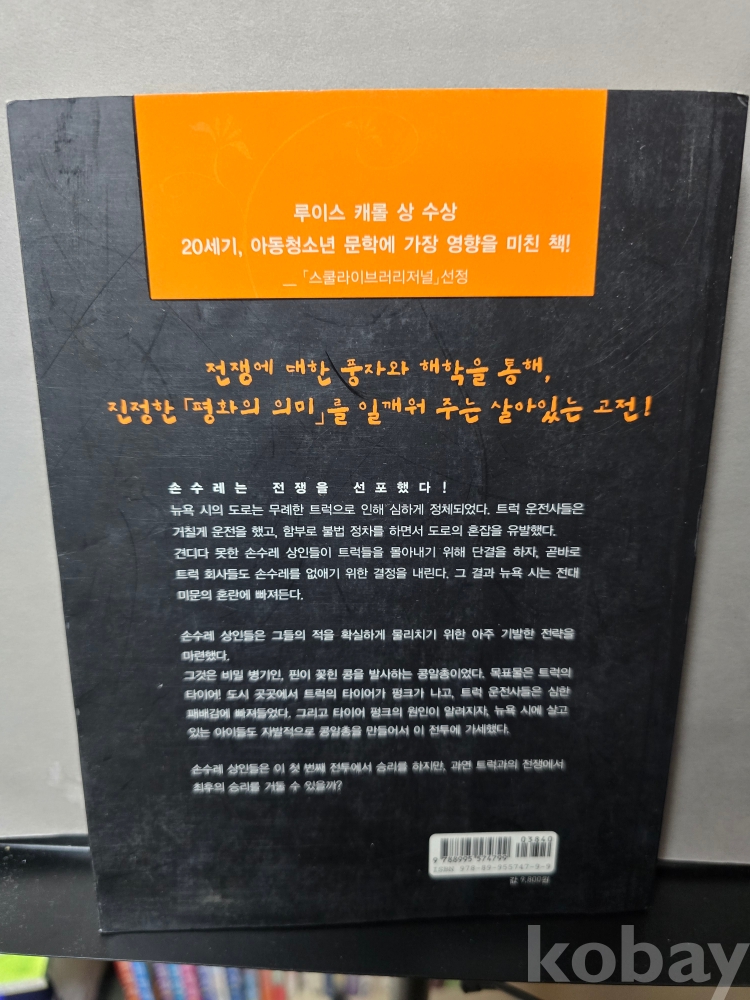 루이스 캐롤 상 수상
20세기, 아동청소년 문학에 가장 영향을 미친 책!
__ 「스쿨라이브러리저널」선정
전쟁에 대한 풍자와 해학을 통해,
진정한 「평화의 의미」를 일깨워 주는 살아있는 고전!
손수레는 전쟁을 선포했다!
뉴욕 시의 도로는 무례한 트럭으로 인해 심하게 정체되었다. 트럭 운전사들은
거칠게 운전을 했고, 함부로 불법 정차를 하면서 도로의 혼잡을 유발했다.
견디다 못한 손수레 상인들이 트럭들을 몰아내기 위해 단결을 하자, 곧바로
트럭 회사들도 손수레를 없애기 위한 결정을 내린다. 그 결과 뉴욕 시는 전대
미문의 혼란에 빠져든다.
손수레 상인들은 그들의 적을 확실하게 물리치기 위한 아주 기발한 전략을
마련했다.
그것은 비밀 병기인, 핀이 꽂힌 콩을 발사하는 콩알총이었다. 목표물은 트럭의
타이어! 도시 곳곳에서 트럭의 타이어가 펑크가 나고, 트럭 운전사들은 심한
패배감에 빠져들었다. 그리고 타이어 펑크의 원인이 알려지자, 뉴욕 시에 살고
있는 아이들도 자발적으로 콩알총을 만들어서 이 전투에 가세했다.
손수레 상인들은 이 첫 번째 전투에서 승리를 하지만, 과연 트럭과의 전쟁에서
최후의 승리를 거둘 수 있을까?
03840
9 788995 574799
ISBN 978-89-955747-9-9
값 9,800원
kobay